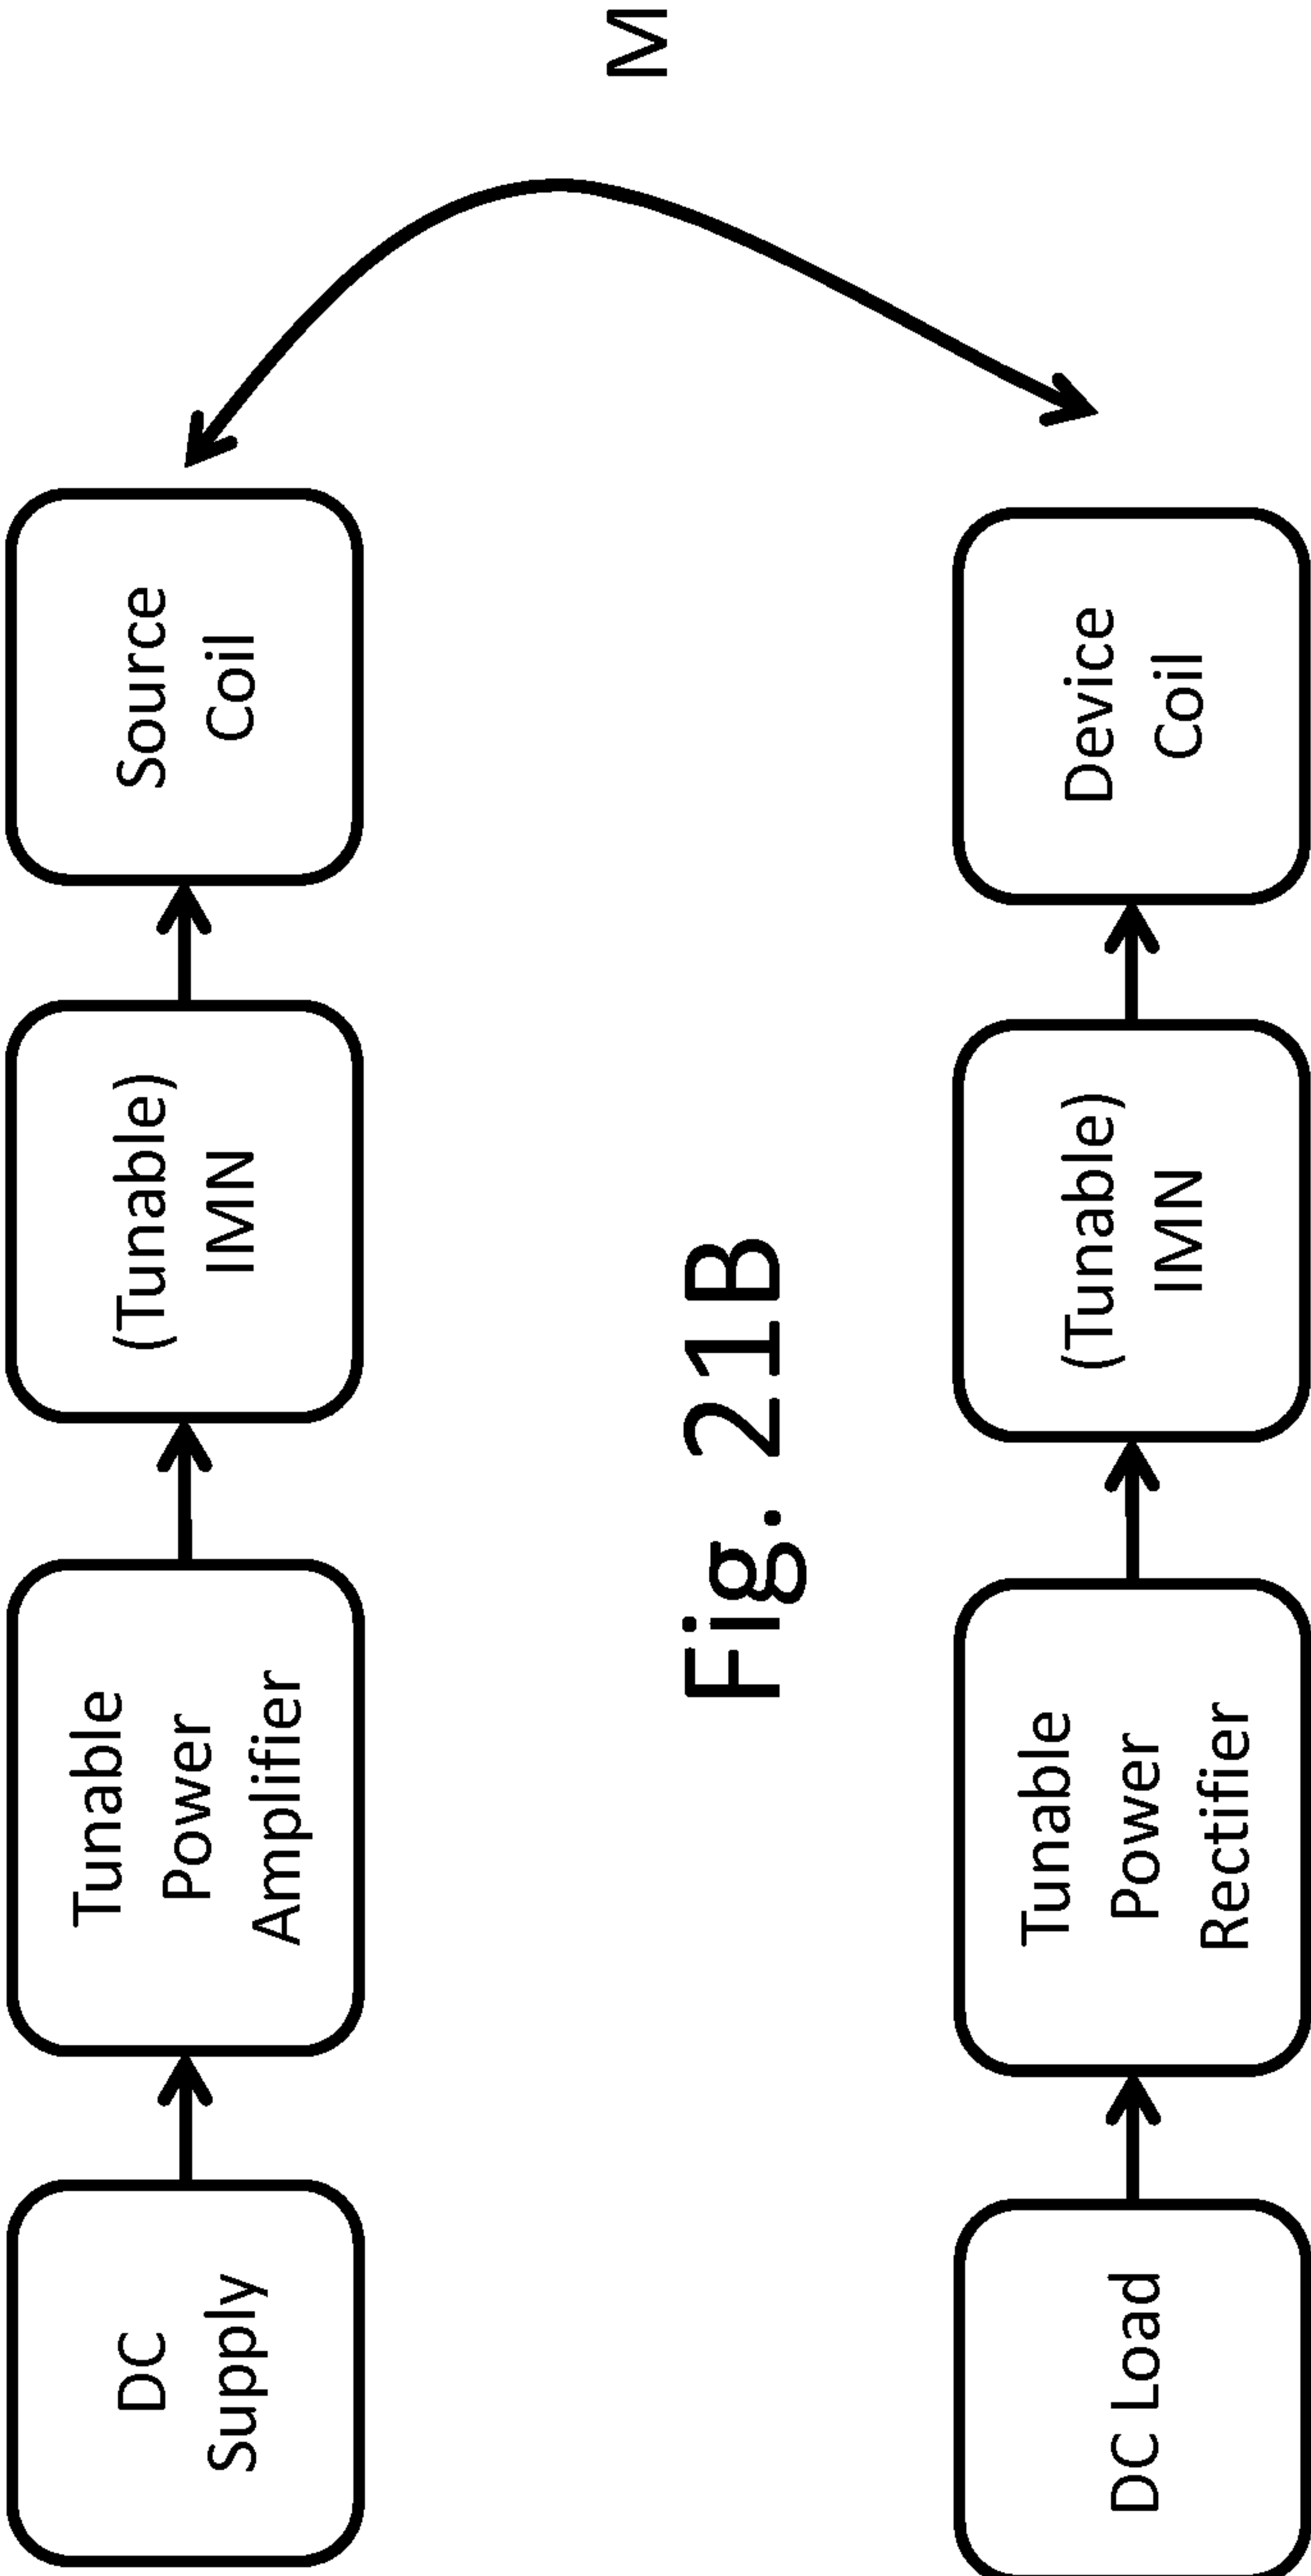 DC
Supply
Tunable
Power
Amplifier
(Tunable)
IMN
Source
Coil
M
Fig. 21B
DC Load
Tunable
Power
Rectifier
(Tunable)
IMN
Device
Coil